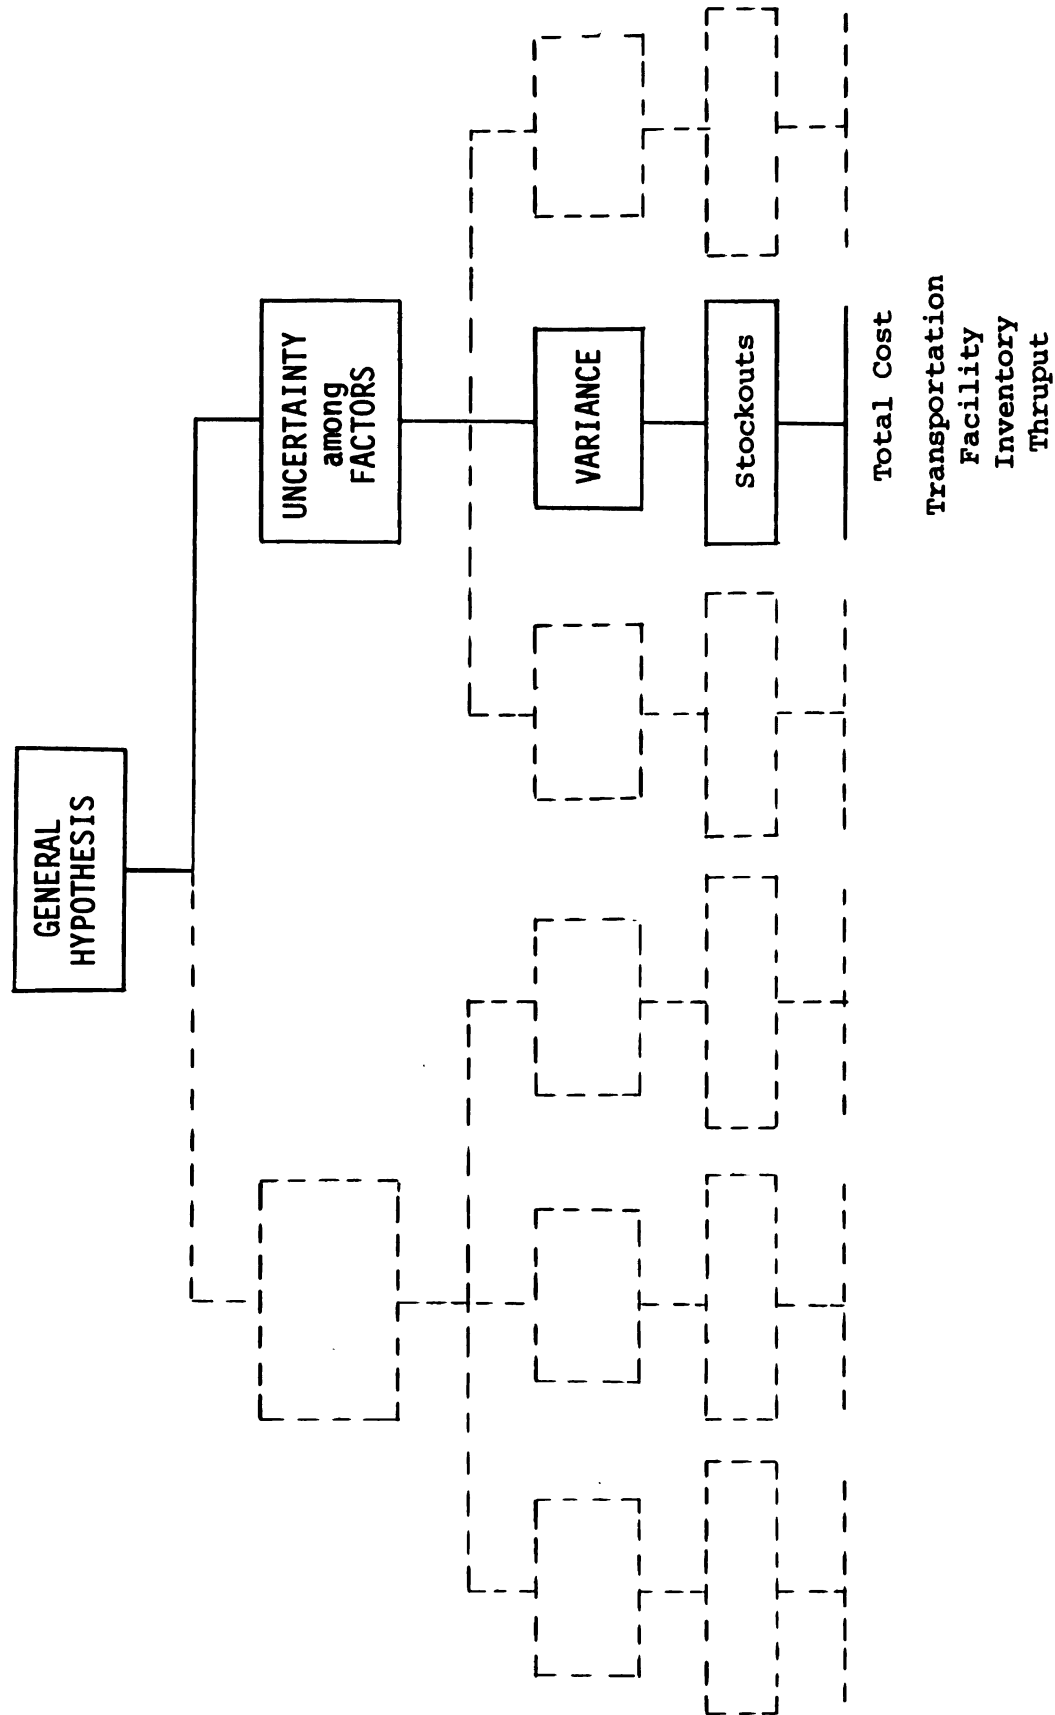 GENERAL
HYPOTHESIS
UNCERTAINTY
among
FACTORS
VARIANCE
Stockouts
Total Cost
Transportation
Facility
Inventory
Thruput